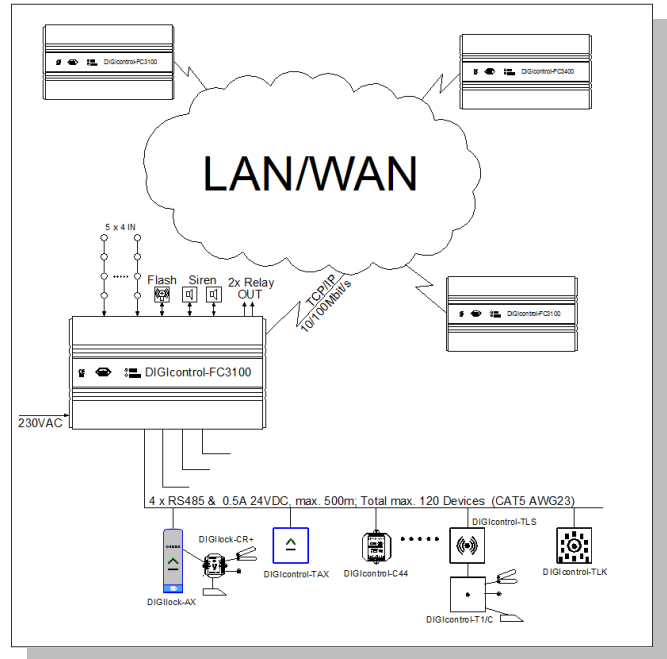 DIGIcontrol-FC3100
DIGIcontrol-FC3400
LAN/WAN
5 x 4 IN
Flash
Siren
2x Relay
OUT
TCP/IP
10/100Mbit/s
DIGIcontrol-FC3100
DIGIcontrol-FC3100
230VAC
4 x RS485 & 0.5A 24VDC, max. 500m; Total max. 120 Devices (CAT5 AWG23)
DIGIlock-CR+
DIGIcontrol-TLS
DIGIcontrol-TAX
DIGIcontrol-C44
DIGIcontrol-TLK
DIGIlock-AX
DIGIcontrol-T1/C